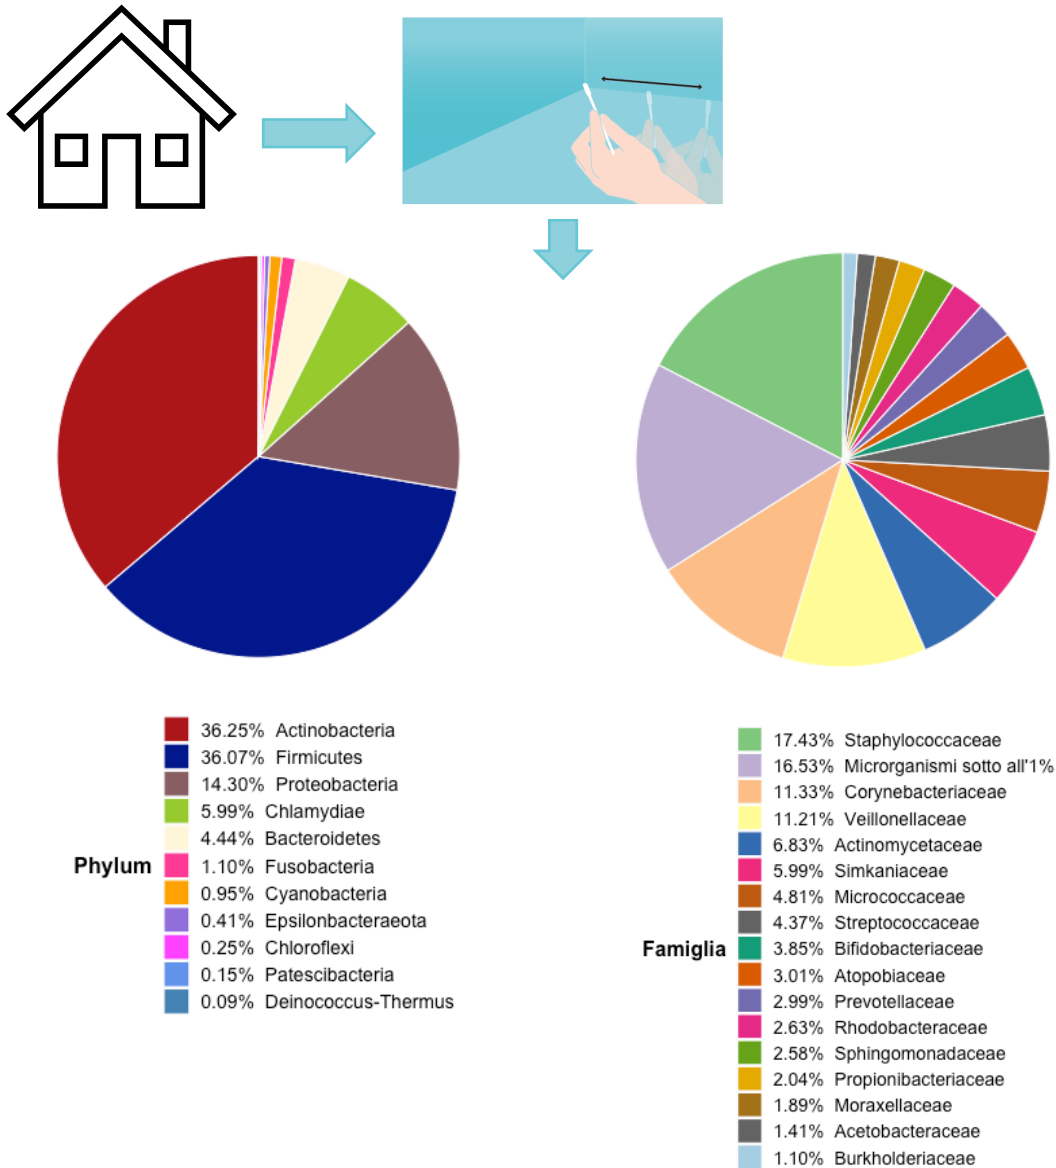 Phylum
36.25% Actinobacteria
36.07% Firmicutes
14.30% Proteobacteria
5.99% Chlamydiae
4.44% Bacteroidetes
1.10% Fusobacteria
0.95% Cyanobacteria
0.41% Epsilonbacteraeota
0.25% Chloroflexi
0.15% Patescibacteria
0.09% Deinococcus-Thermus
Famiglia
17.43% Staphylococcaceae
16.53% Microrganismi sotto all'1%
11.33% Corynebacteriaceae
11.21% Veillonellaceae
6.83% Actinomycetaceae
5.99% Simkaniaceae
4.81% Micrococcaceae
4.37% Streptococcaceae
3.85% Bifidobacteriaceae
3.01% Atopobiaceae
2.99% Prevotellaceae
2.63% Rhodobacteraceae
2.58% Sphingomonadaceae
2.04% Propionibacteriaceae
1.89% Moraxellaceae
1.41% Acetobacteraceae
1.10% Burkholderiaceae